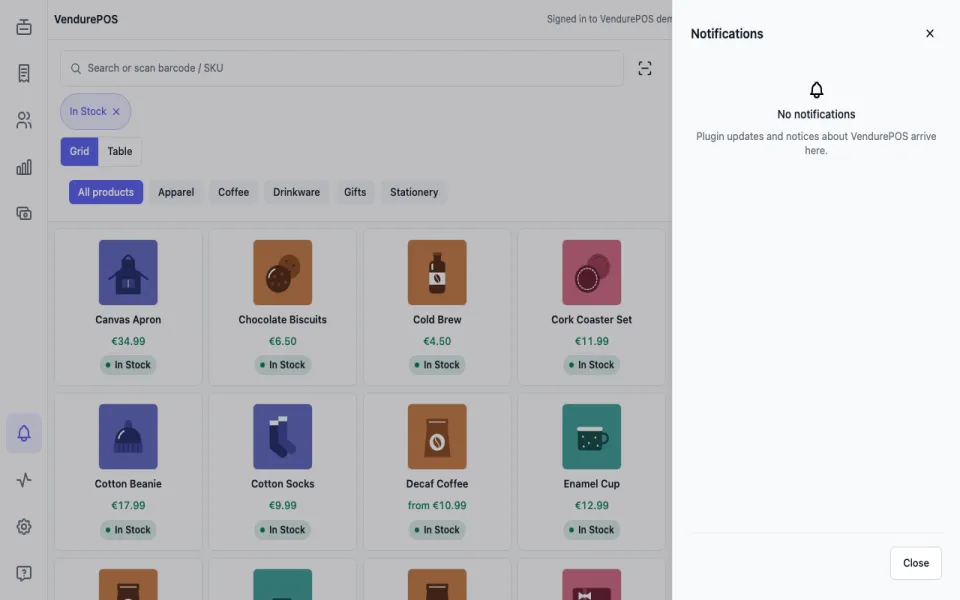 VendurePOS
Signed in to VendurePOS dem
Search or scan barcode / SKU
In Stock
Grid
Table
All products
Apparel
Coffee
Drinkware
Gifts
Stationery
Canvas Apron
€34.99
In Stock
Chocolate Biscuits
€6.50
In Stock
Cold Brew
€4.50
In Stock
Cork Coaster Set
€11.99
In Stock
Cotton Beanie
€17.99
In Stock
Cotton Socks
€9.99
In Stock
Decaf Coffee
from €10.99
In Stock
Enamel Cup
€12.99
In Stock
Notifications
No notifications
Plugin updates and notices about VendurePOS arrive
here.
Close